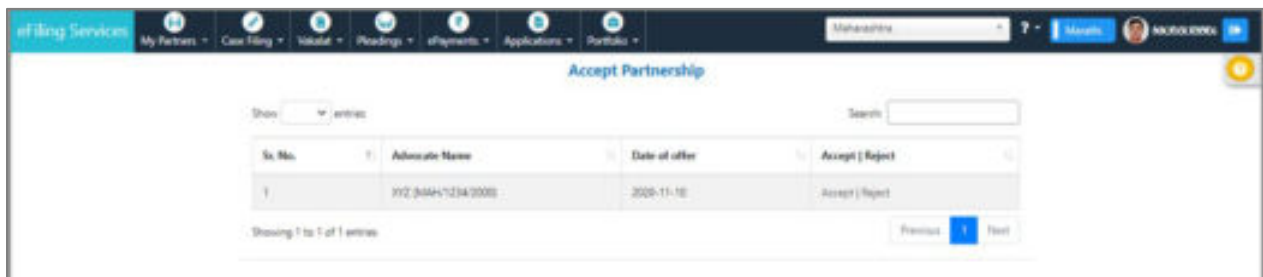 eFiling Services My Partners Case Filing Vakalat Pleadings ePayments Applications Portfolio Maharashtra ? Marathi
Accept Partnership
Show entries Search:
Sr. No. Advocate Name Date of offer Accept | Reject
1 XYZ (MAH/1234/2000) 2020-11-10 Accept | Reject
Showing 1 to 1 of 1 entries Previous 1 Next